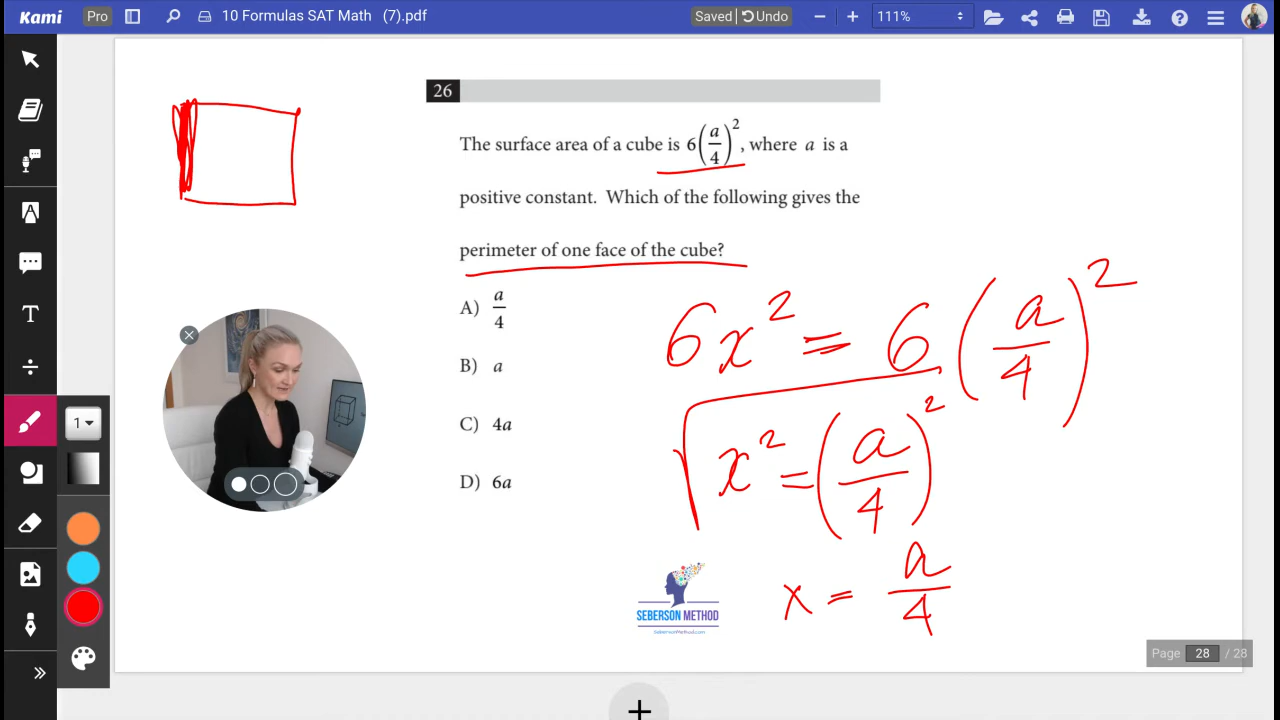 Kami
Pro
10 Formulas SAT Math (7).pdf
Saved
Undo
111%
26
The surface area of a cube is 6(a/4)², where a is a
positive constant. Which of the following gives the
perimeter of one face of the cube?
A) a/4
B) a
C) 4a
D) 6a
6x² = 6(a/4)²
√x² = (a/4)²
x = a/4
1
SEBERSON METHOD
SebersonMethod.com
Page 28 / 28